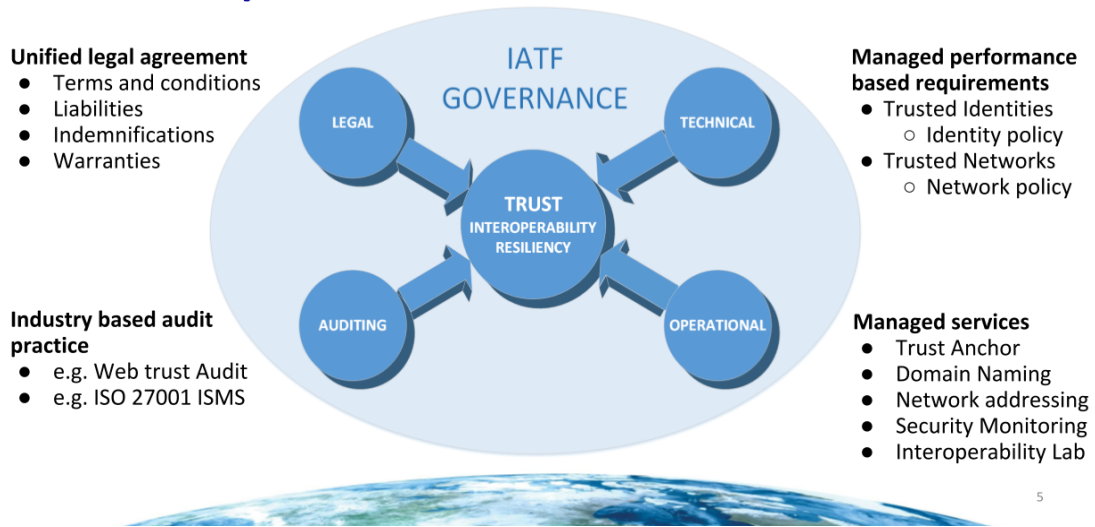 Unified legal agreement
● Terms and conditions
● Liabilities
● Indemnifications
● Warranties
IATF
GOVERNANCE
LEGAL
TECHNICAL
TRUST
INTEROPERABILITY
RESILIENCY
AUDITING
OPERATIONAL
Managed performance
based requirements
● Trusted Identities
○ Identity policy
● Trusted Networks
○ Network policy
Industry based audit
practice
● e.g. Web trust Audit
● e.g. ISO 27001 ISMS
Managed services
● Trust Anchor
● Domain Naming
● Network addressing
● Security Monitoring
● Interoperability Lab
5